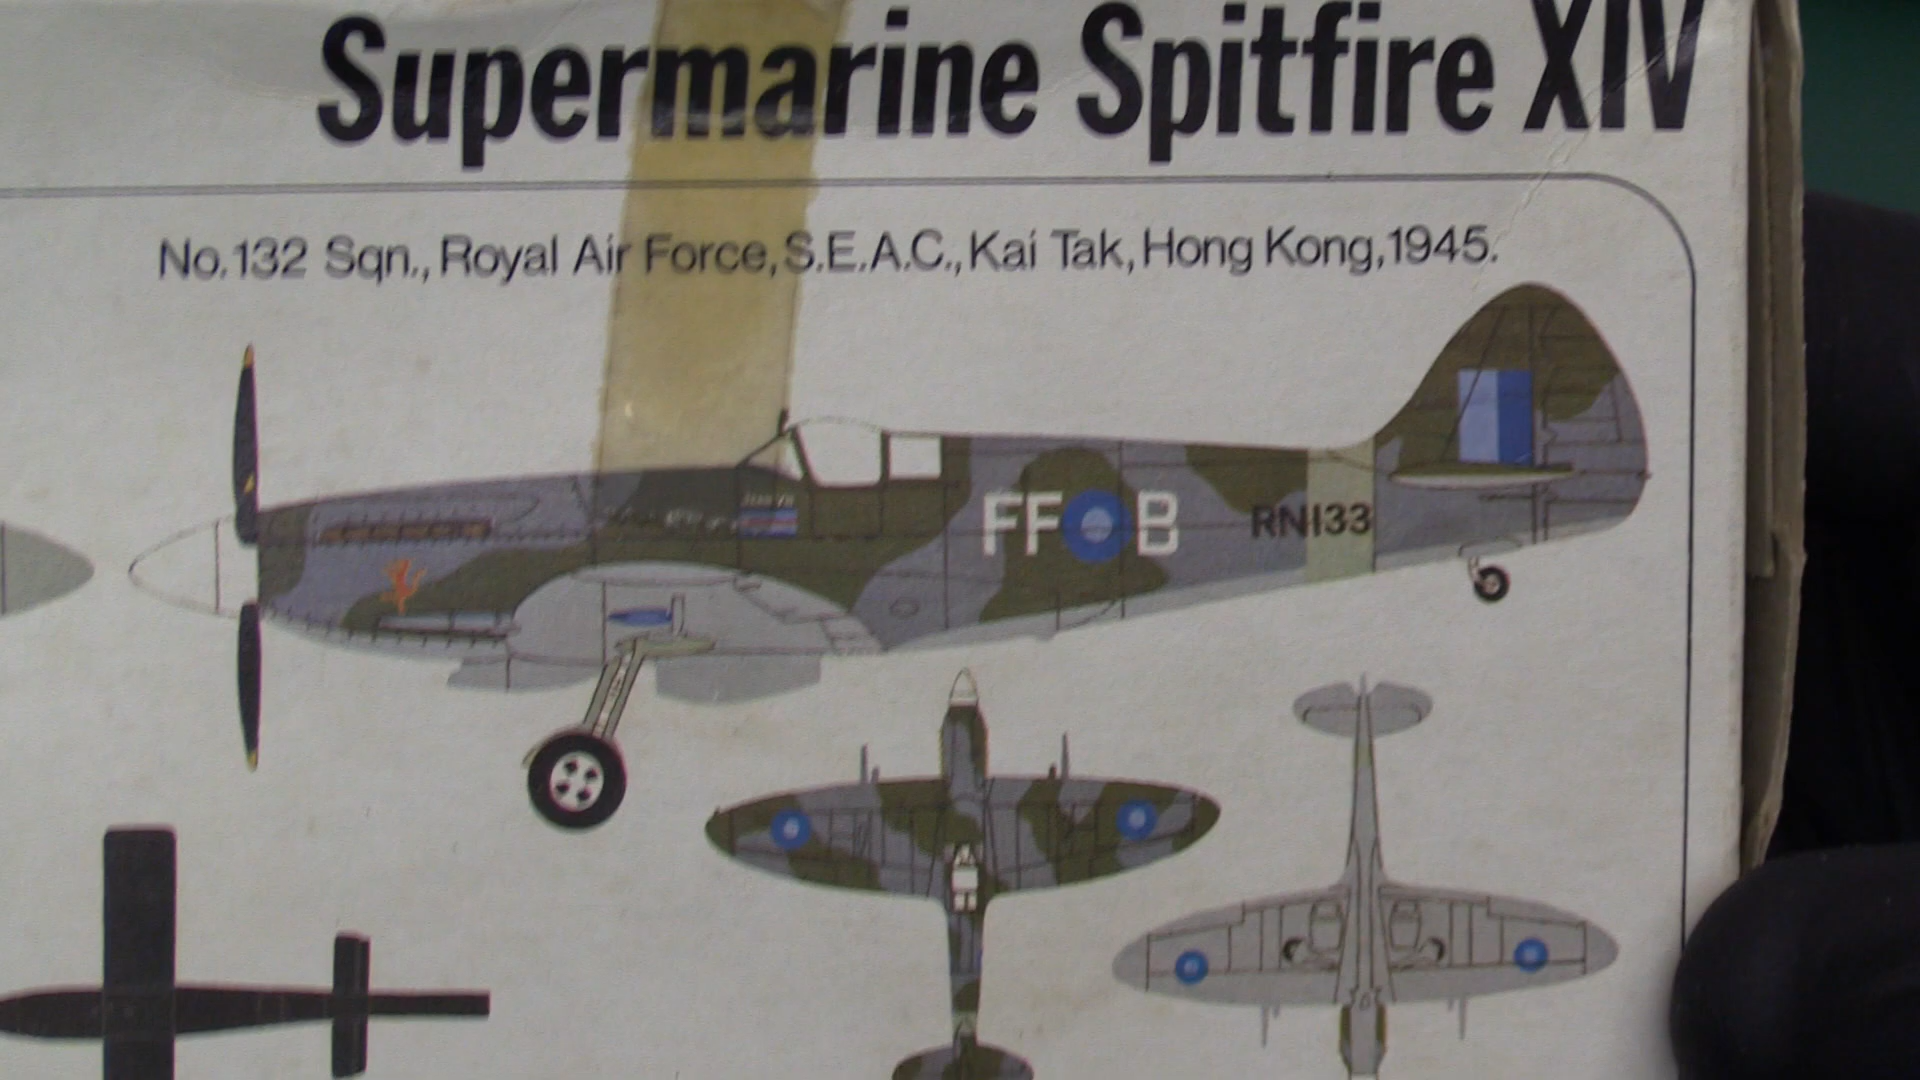 Supermarine Spitfire XIV
No.132 Sqn., Royal Air Force, S.E.A.C., Kai Tak, Hong Kong, 1945.
FF B
RN133